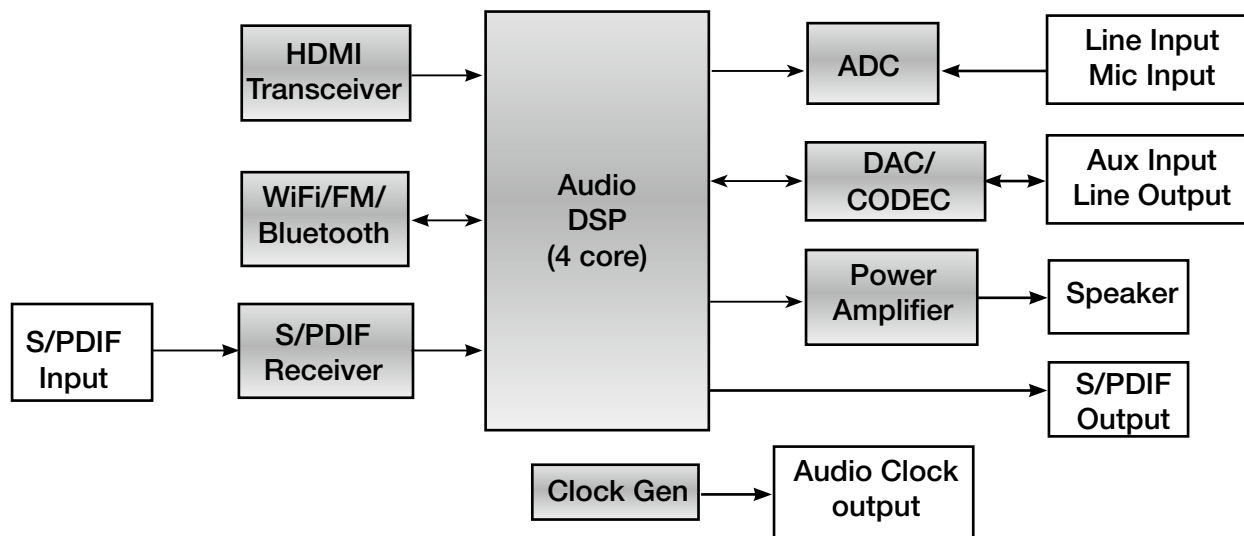 HDMI
Transceiver
WiFi/FM/
Bluetooth
S/PDIF
Input
S/PDIF
Receiver
Audio
DSP
(4 core)
ADC
Line Input
Mic Input
DAC/
CODEC
Aux Input
Line Output
Power
Amplifier
Speaker
S/PDIF
Output
Clock Gen
Audio Clock
output